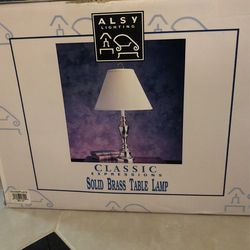 ALSY
LIGHTING
CLASSIC
EXPRESSIONS
SOLID BRASS TABLE LAMP